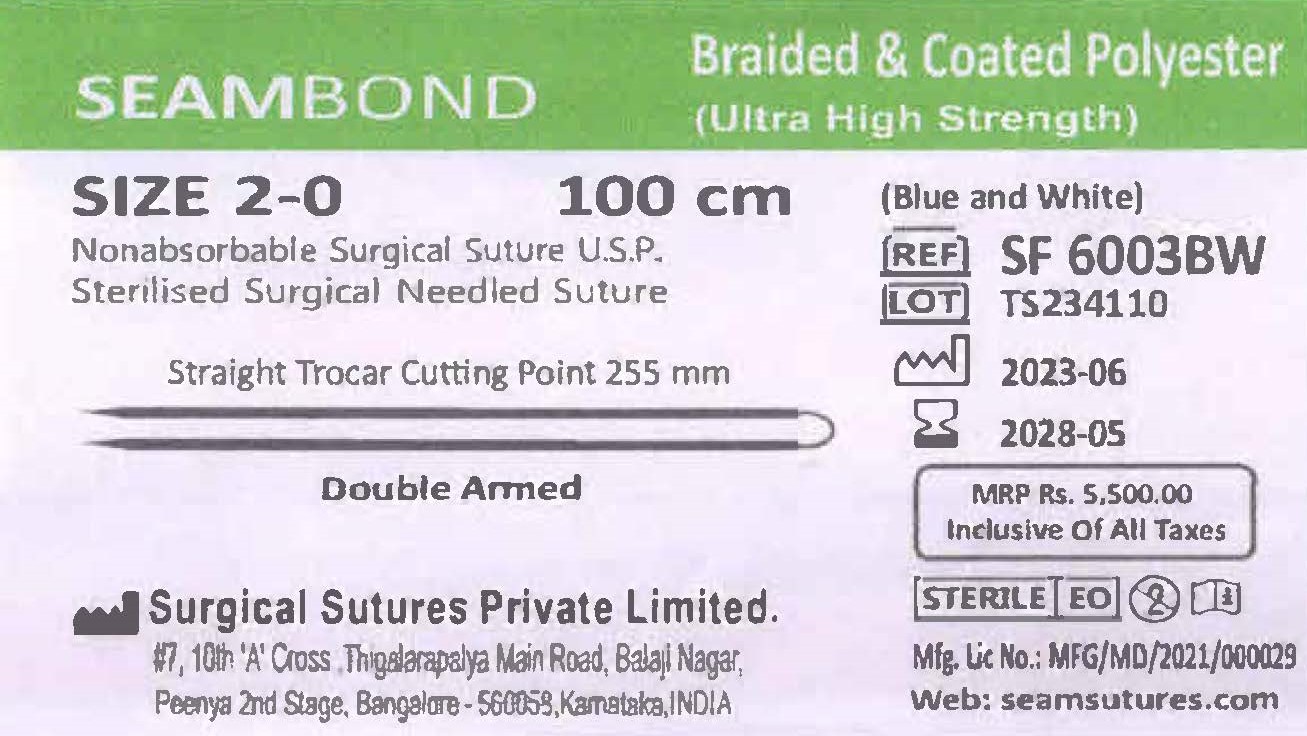 SEAMBOND
Braided & Coated Polyester
(Ultra High Strength)
SIZE 2-0 100 cm
Nonabsorbable Surgical Suture U.S.P.
Sterilised Surgical Needled Suture
Straight Trocar Cutting Point 255 mm
Double Armed
(Blue and White)
REF SF 6003BW
LOT TS234110
2023-06
2028-05
MRP Rs. 5,500.00
Inclusive Of All Taxes
STERILE EO 2
Surgical Sutures Private Limited.
#7, 10th 'A' Cross ,Thigalarapalya Main Road, Balaji Nagar,
Peenya 2nd Stage, Bangalore - 560058,Karnataka,INDIA
Mfg. Lic No.: MFG/MD/2021/000029
Web: seamsutures.com